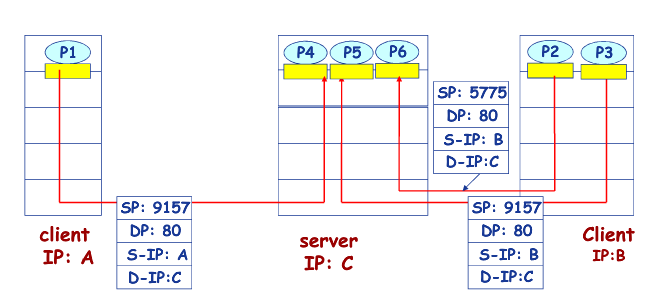 P1
P4
P5
P6
P2
P3
SP: 5775
DP: 80
S-IP: B
D-IP:C
SP: 9157
DP: 80
S-IP: A
D-IP:C
SP: 9157
DP: 80
S-IP: B
D-IP:C
client
IP: A
server
IP: C
Client
IP:B